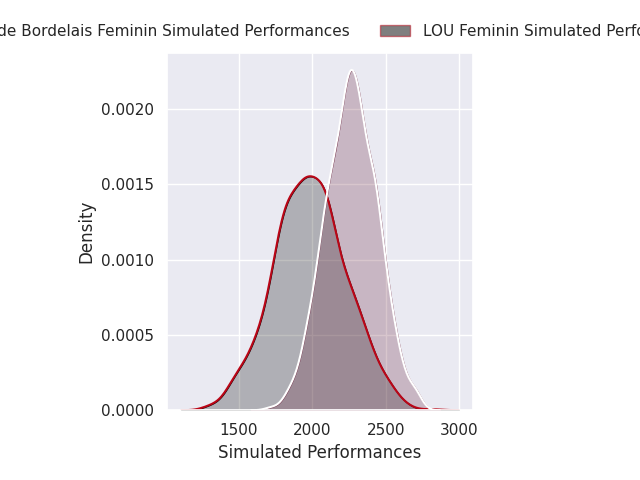 de Bordelais Feminin Simulated Performances LOU Feminin Simulated Perfo
0.0020
0.0015
0.0010
0.0005
0.0000
Density
1500 2000 2500 3000
Simulated Performances